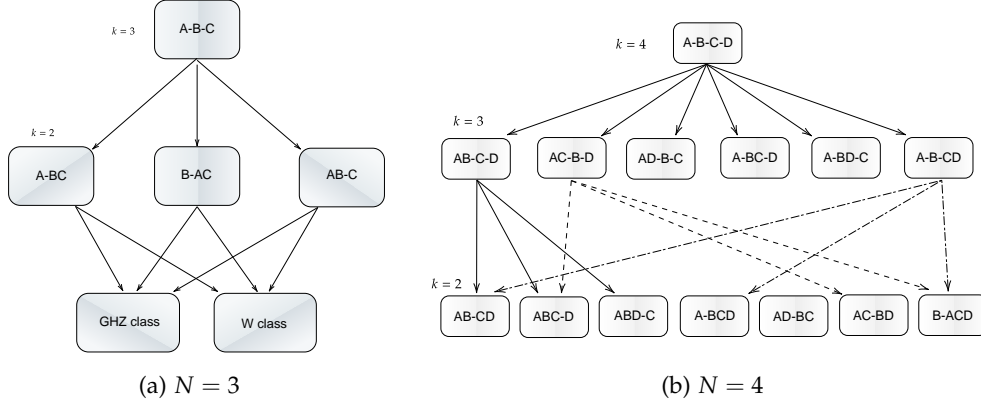 k = 3
A-B-C
k = 2
A-BC
B-AC
AB-C
GHZ class
W class
(a) N = 3
k = 4
A-B-C-D
k = 3
AB-C-D
AC-B-D
AD-B-C
A-BC-D
A-BD-C
A-B-CD
k = 2
AB-CD
ABC-D
ABD-C
A-BCD
AD-BC
AC-BD
B-ACD
(b) N = 4